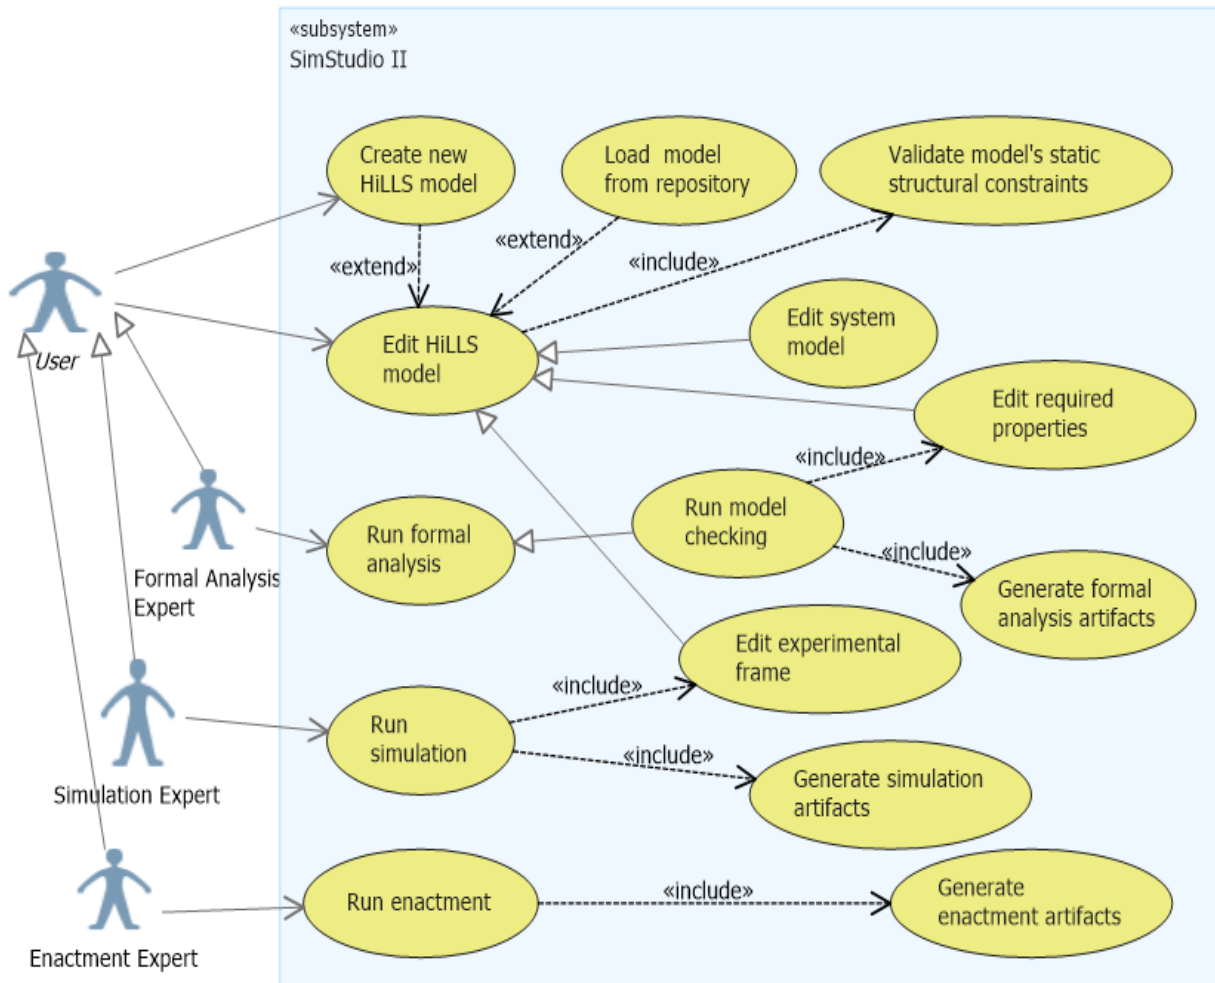 «subsystem»
SimStudio II
Create new
HiLLS model
Load model
from repository
Validate model's static
structural constraints
«extend»
«extend»
«include»
User
Edit HiLLS
model
Edit system
model
Edit required
properties
«include»
Run model
checking
Run formal
analysis
«include»
Formal Analysis
Expert
Generate formal
analysis artifacts
Edit experimental
frame
«include»
Run
simulation
«include»
Simulation Expert
Generate simulation
artifacts
Run enactment
«include»
Generate
enactment artifacts
Enactment Expert